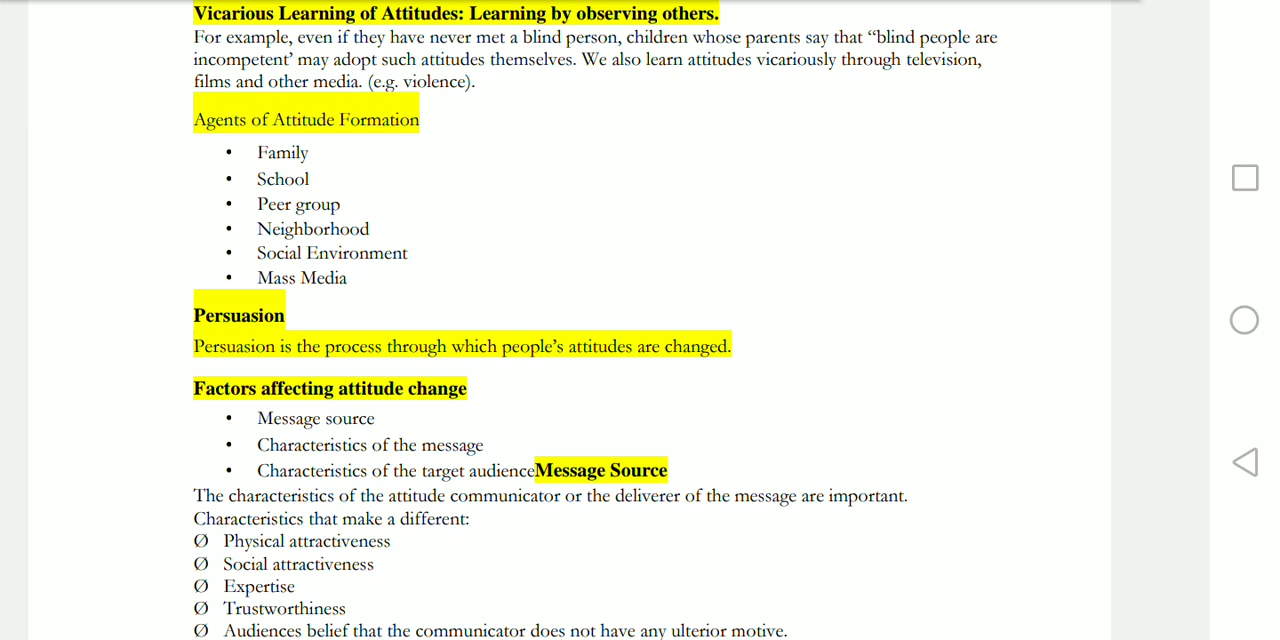 Vicarious Learning of Attitudes: Learning by observing others.
For example, even if they have never met a blind person, children whose parents say that “blind people are
incompetent’ may adopt such attitudes themselves. We also learn attitudes vicariously through television,
films and other media. (e.g. violence).
Agents of Attitude Formation
• Family
• School
• Peer group
• Neighborhood
• Social Environment
• Mass Media
Persuasion
Persuasion is the process through which people’s attitudes are changed.
Factors affecting attitude change
• Message source
• Characteristics of the message
• Characteristics of the target audienceMessage Source
The characteristics of the attitude communicator or the deliverer of the message are important.
Characteristics that make a different:
Ø Physical attractiveness
Ø Social attractiveness
Ø Expertise
Ø Trustworthiness
Ø Audiences belief that the communicator does not have any ulterior motive.